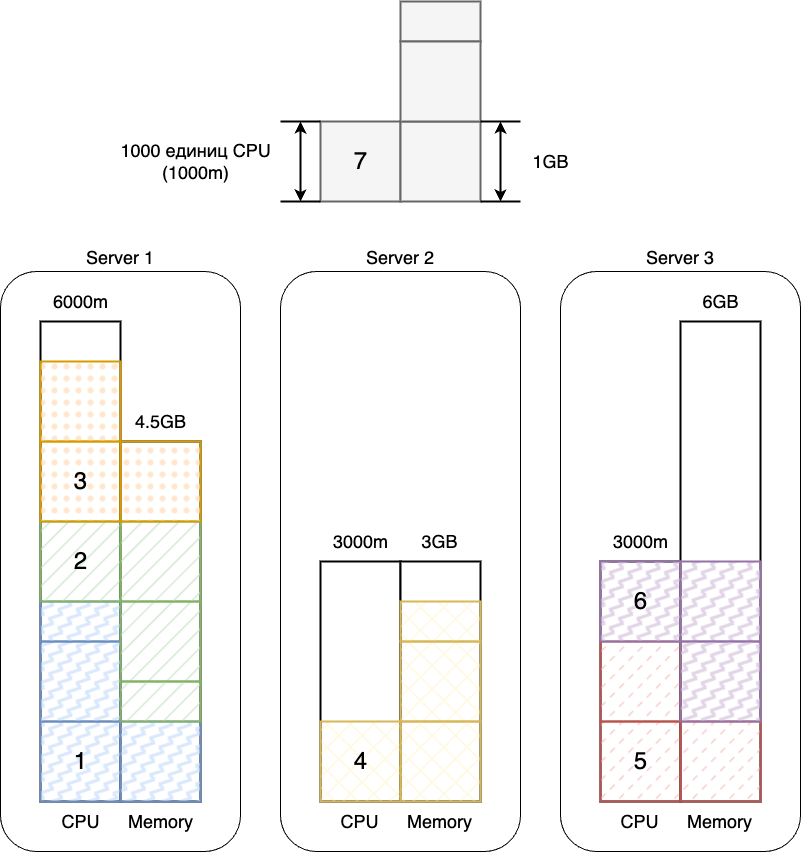 1000 единиц CPU
(1000m)
7
1GB
Server 1
Server 2
Server 3
6000m
6GB
4.5GB
3
2
3000m
3GB
3000m
6
1
4
5
CPU
Memory
CPU
Memory
CPU
Memory